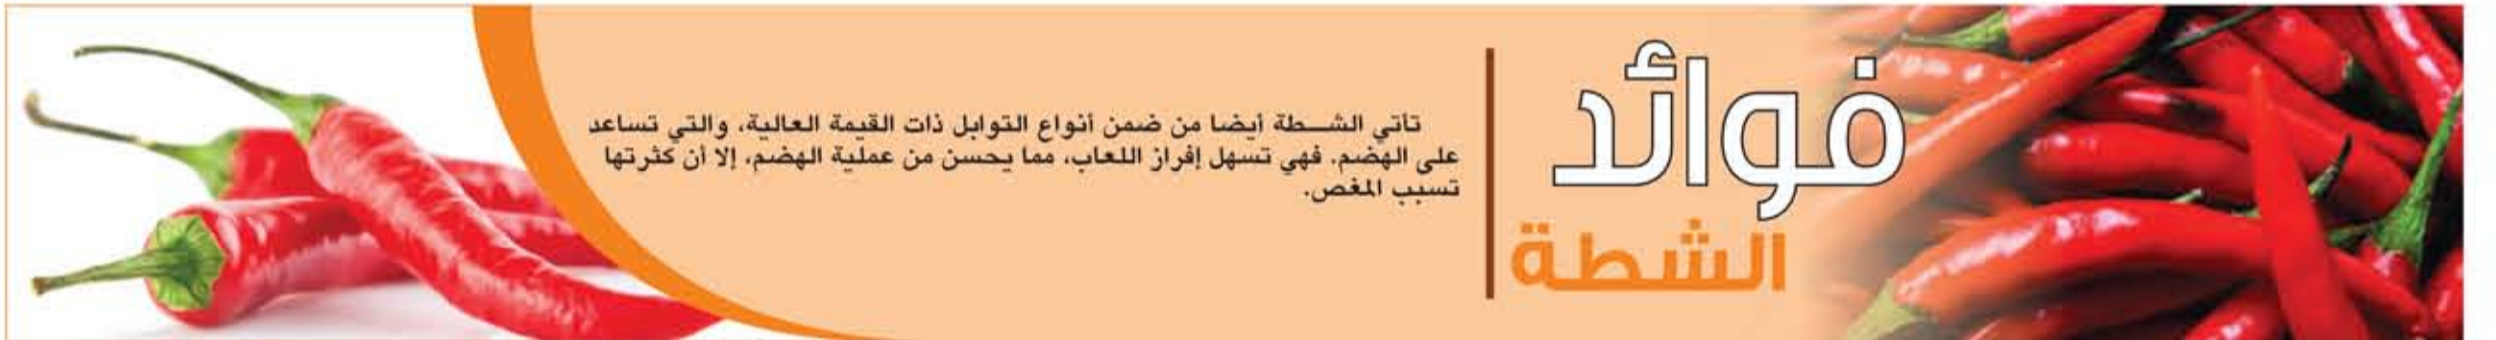 فوائد
الشطة
تأتي الشـــطة أيضا من ضمن أنواع التوابل ذات القيمة العالية، والتي تساعد
على الهضم. فهي تسهل إفراز اللعاب، مما يحسن من عملية الهضم، إلا أن كثرتها
تسبب المغص.